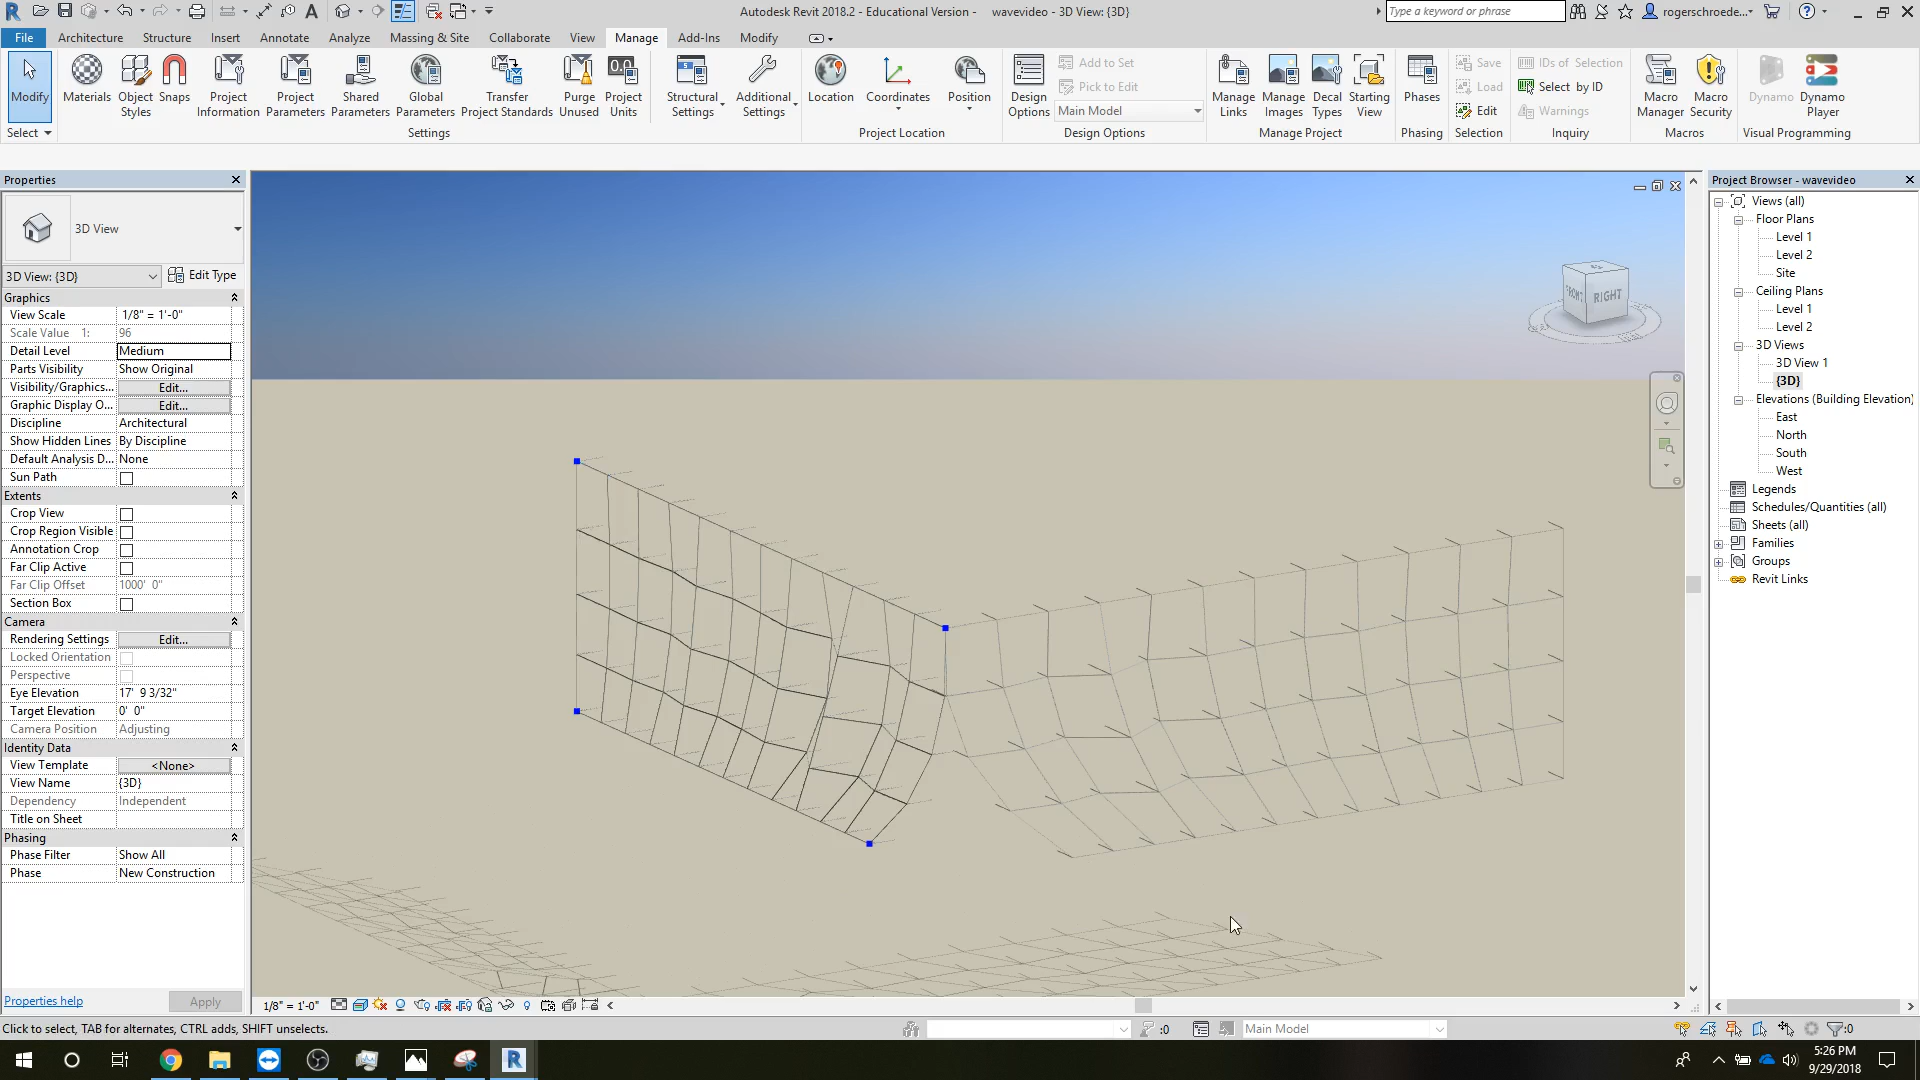 Autodesk Revit 2018.2 - Educational Version - wavevideo - 3D View: {3D}
Type a keyword or phrase
rogerschroede...
File Architecture Structure Insert Annotate Analyze Massing & Site Collaborate View Manage Add-Ins Modify
Modify
Materials
Object Styles
Snaps
Project Information
Project Parameters
Shared Parameters
Global Parameters
Transfer Project Standards
Purge Unused
Project Units
Structural Settings
Additional Settings
Location
Coordinates
Position
Design Options
Add to Set
Pick to Edit
Main Model
Manage Links
Manage Images
Decal Types
Starting View
Phases
Save
Load
Edit
IDs of Selection
Select by ID
Warnings
Macro Manager
Macro Security
Dynamo
Dynamo Player
Select
Settings
Project Location
Design Options
Manage Project
Phasing
Selection
Inquiry
Macros
Visual Programming
Properties
3D View
3D View: {3D}
Edit Type
Graphics
View Scale 1/8" = 1'-0"
Scale Value 1: 96
Detail Level Medium
Parts Visibility Show Original
Visibility/Graphics... Edit...
Graphic Display O... Edit...
Discipline Architectural
Show Hidden Lines By Discipline
Default Analysis D... None
Sun Path
Extents
Crop View
Crop Region Visible
Annotation Crop
Far Clip Active
Far Clip Offset 1000' 0"
Section Box
Camera
Rendering Settings Edit...
Locked Orientation
Perspective
Eye Elevation 17' 9 3/32"
Target Elevation 0' 0"
Camera Position Adjusting
Identity Data
View Template <None>
View Name {3D}
Dependency Independent
Title on Sheet
Phasing
Phase Filter Show All
Phase New Construction
Properties help
Apply
FRONT
RIGHT
1/8" = 1'-0"
Project Browser - wavevideo
Views (all)
Floor Plans
Level 1
Level 2
Site
Ceiling Plans
Level 1
Level 2
3D Views
3D View 1
{3D}
Elevations (Building Elevation)
East
North
South
West
Legends
Schedules/Quantities (all)
Sheets (all)
Families
Groups
Revit Links
Click to select, TAB for alternates, CTRL adds, SHIFT unselects.
:0
Main Model
:0
5:26 PM
9/29/2018